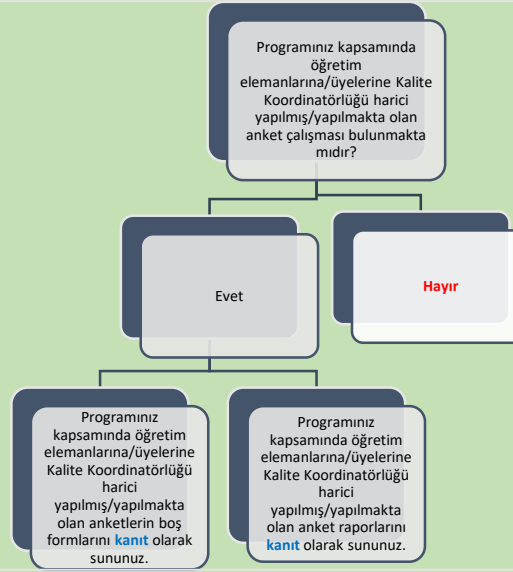 Programınız kapsamında
öğretim
elemanlarına/üyelerine Kalite
Koordinatörlüğü harici
yapılmış/yapılmakta olan
anket çalışması bulunmakta
mıdır?
Evet
Hayır
Programınız
kapsamında öğretim
elemanlarına/üyelerine
Kalite Koordinatörlüğü
harici
yapılmış/yapılmakta
olan anketlerin boş
formlarını kanıt olarak
sununuz.
Programınız
kapsamında öğretim
elemanlarına/üyelerine
Kalite Koordinatörlüğü
harici
yapılmış/yapılmakta
olan anket raporlarını
kanıt olarak sununuz.